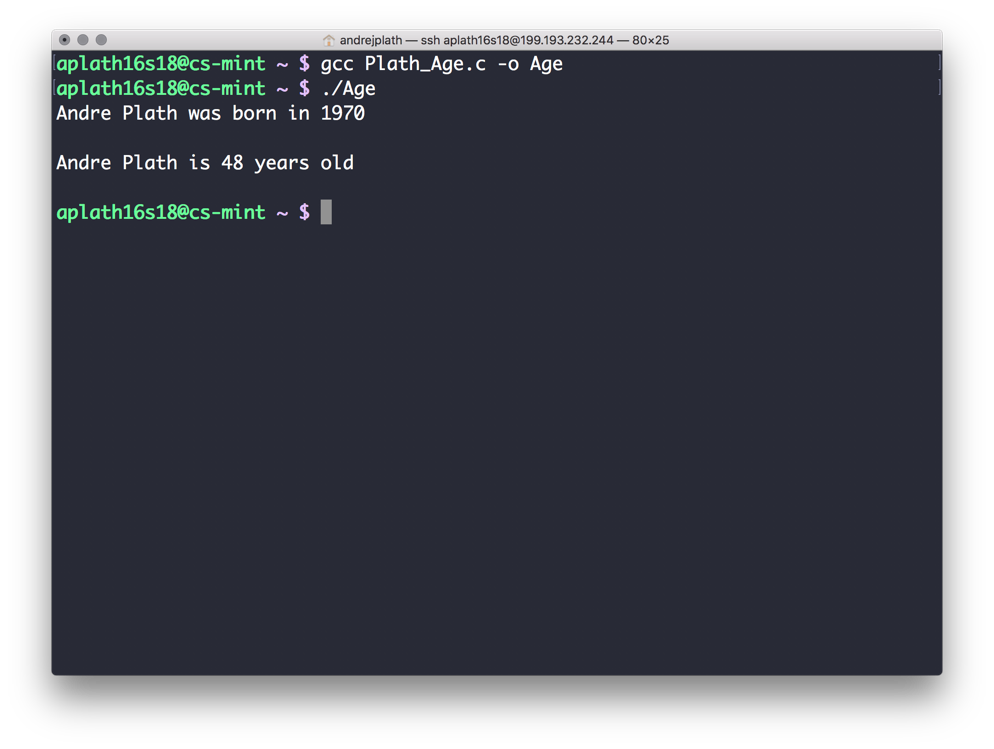 andrejplath — ssh aplath16s18@199.193.232.244 — 80×25
aplath16s18@cs-mint ~ $ gcc Plath_Age.c -o Age
aplath16s18@cs-mint ~ $ ./Age
Andre Plath was born in 1970
Andre Plath is 48 years old
aplath16s18@cs-mint ~ $